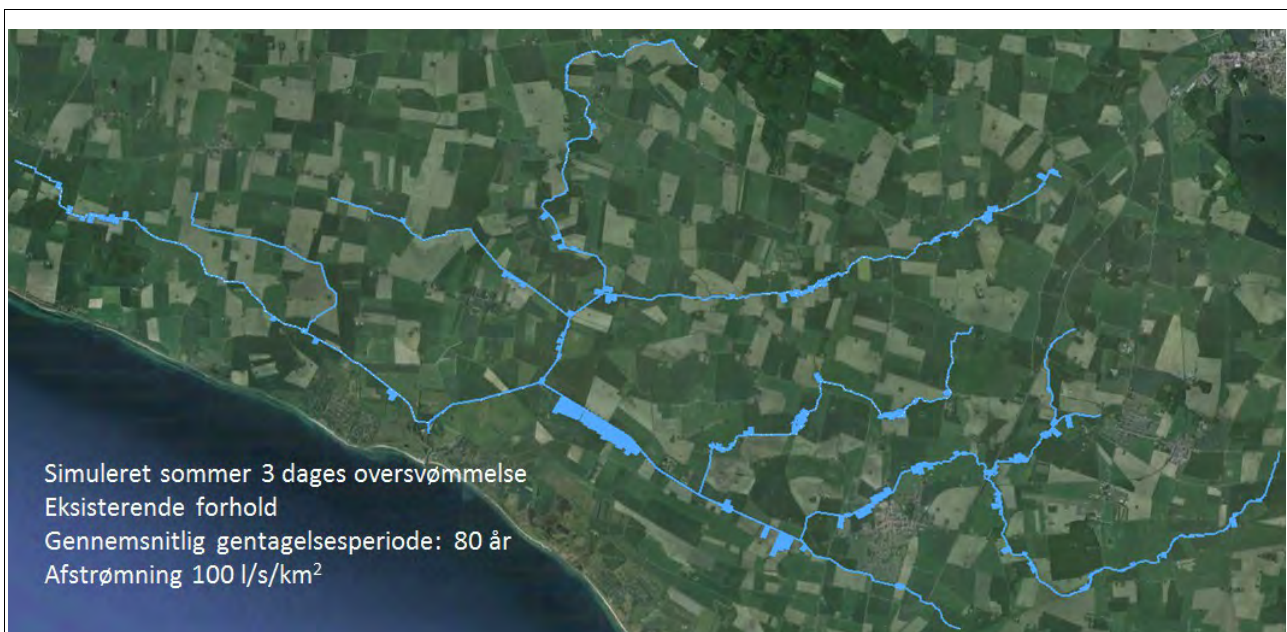 Simuleret sommer 3 dages oversvømmelse
Eksisterende forhold
Gennemsnitlig gentagelsesperiode: 80 år
Afstrømning 100 l/s/km²